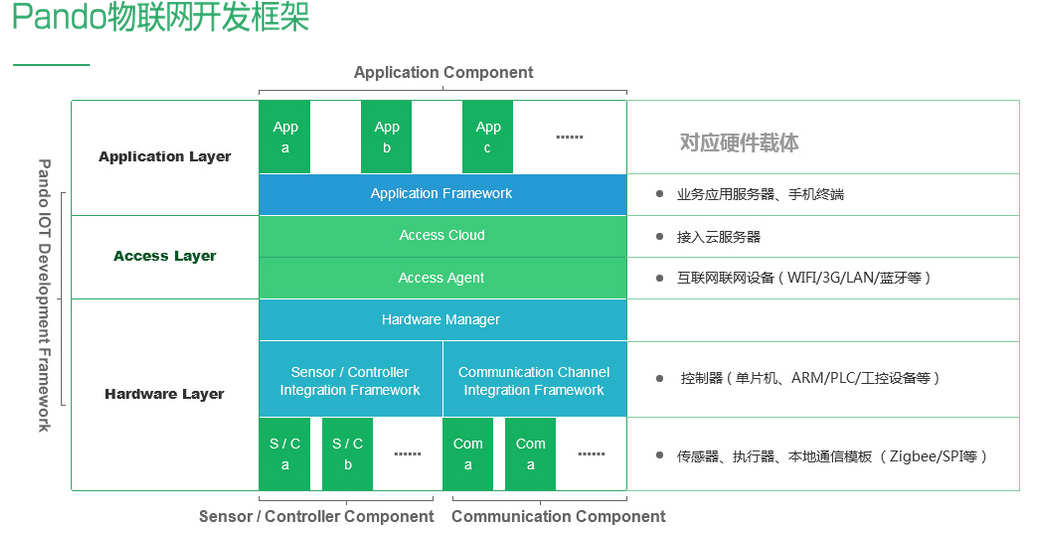 Pando物联网开发框架
Application Component
App
a
App
b
App
c
······
对应硬件载体
Application Layer
Application Framework
业务应用服务器、手机终端
Pando IOT Development Framework
Access Layer
Access Cloud
接入云服务器
Access Agent
互联网联网设备（WIFI/3G/LAN/蓝牙等）
Hardware Layer
Hardware Manager
Sensor / Controller
Integration Framework
Communication Channel
Integration Framework
控制器（单片机、ARM/PLC/工控设备等）
S / C
a
S / C
b
······
Com
a
Com
a
······
传感器、执行器、本地通信模板（Zigbee/SPI等）
Sensor / Controller Component
Communication Component